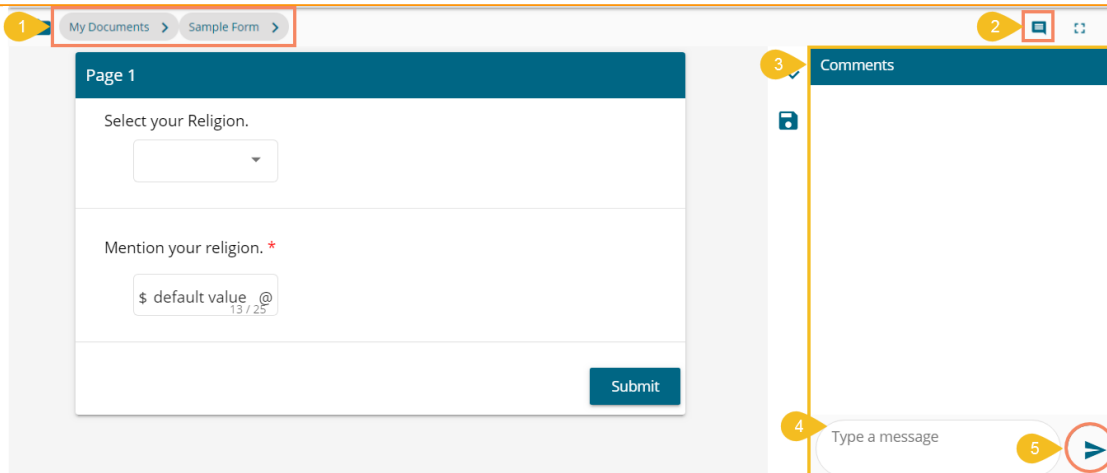 1 My Documents Sample Form 2
3 Comments
Page 1
Select your Religion.
Mention your religion. *
$ default value @
13 / 25
Submit
4 Type a message
5